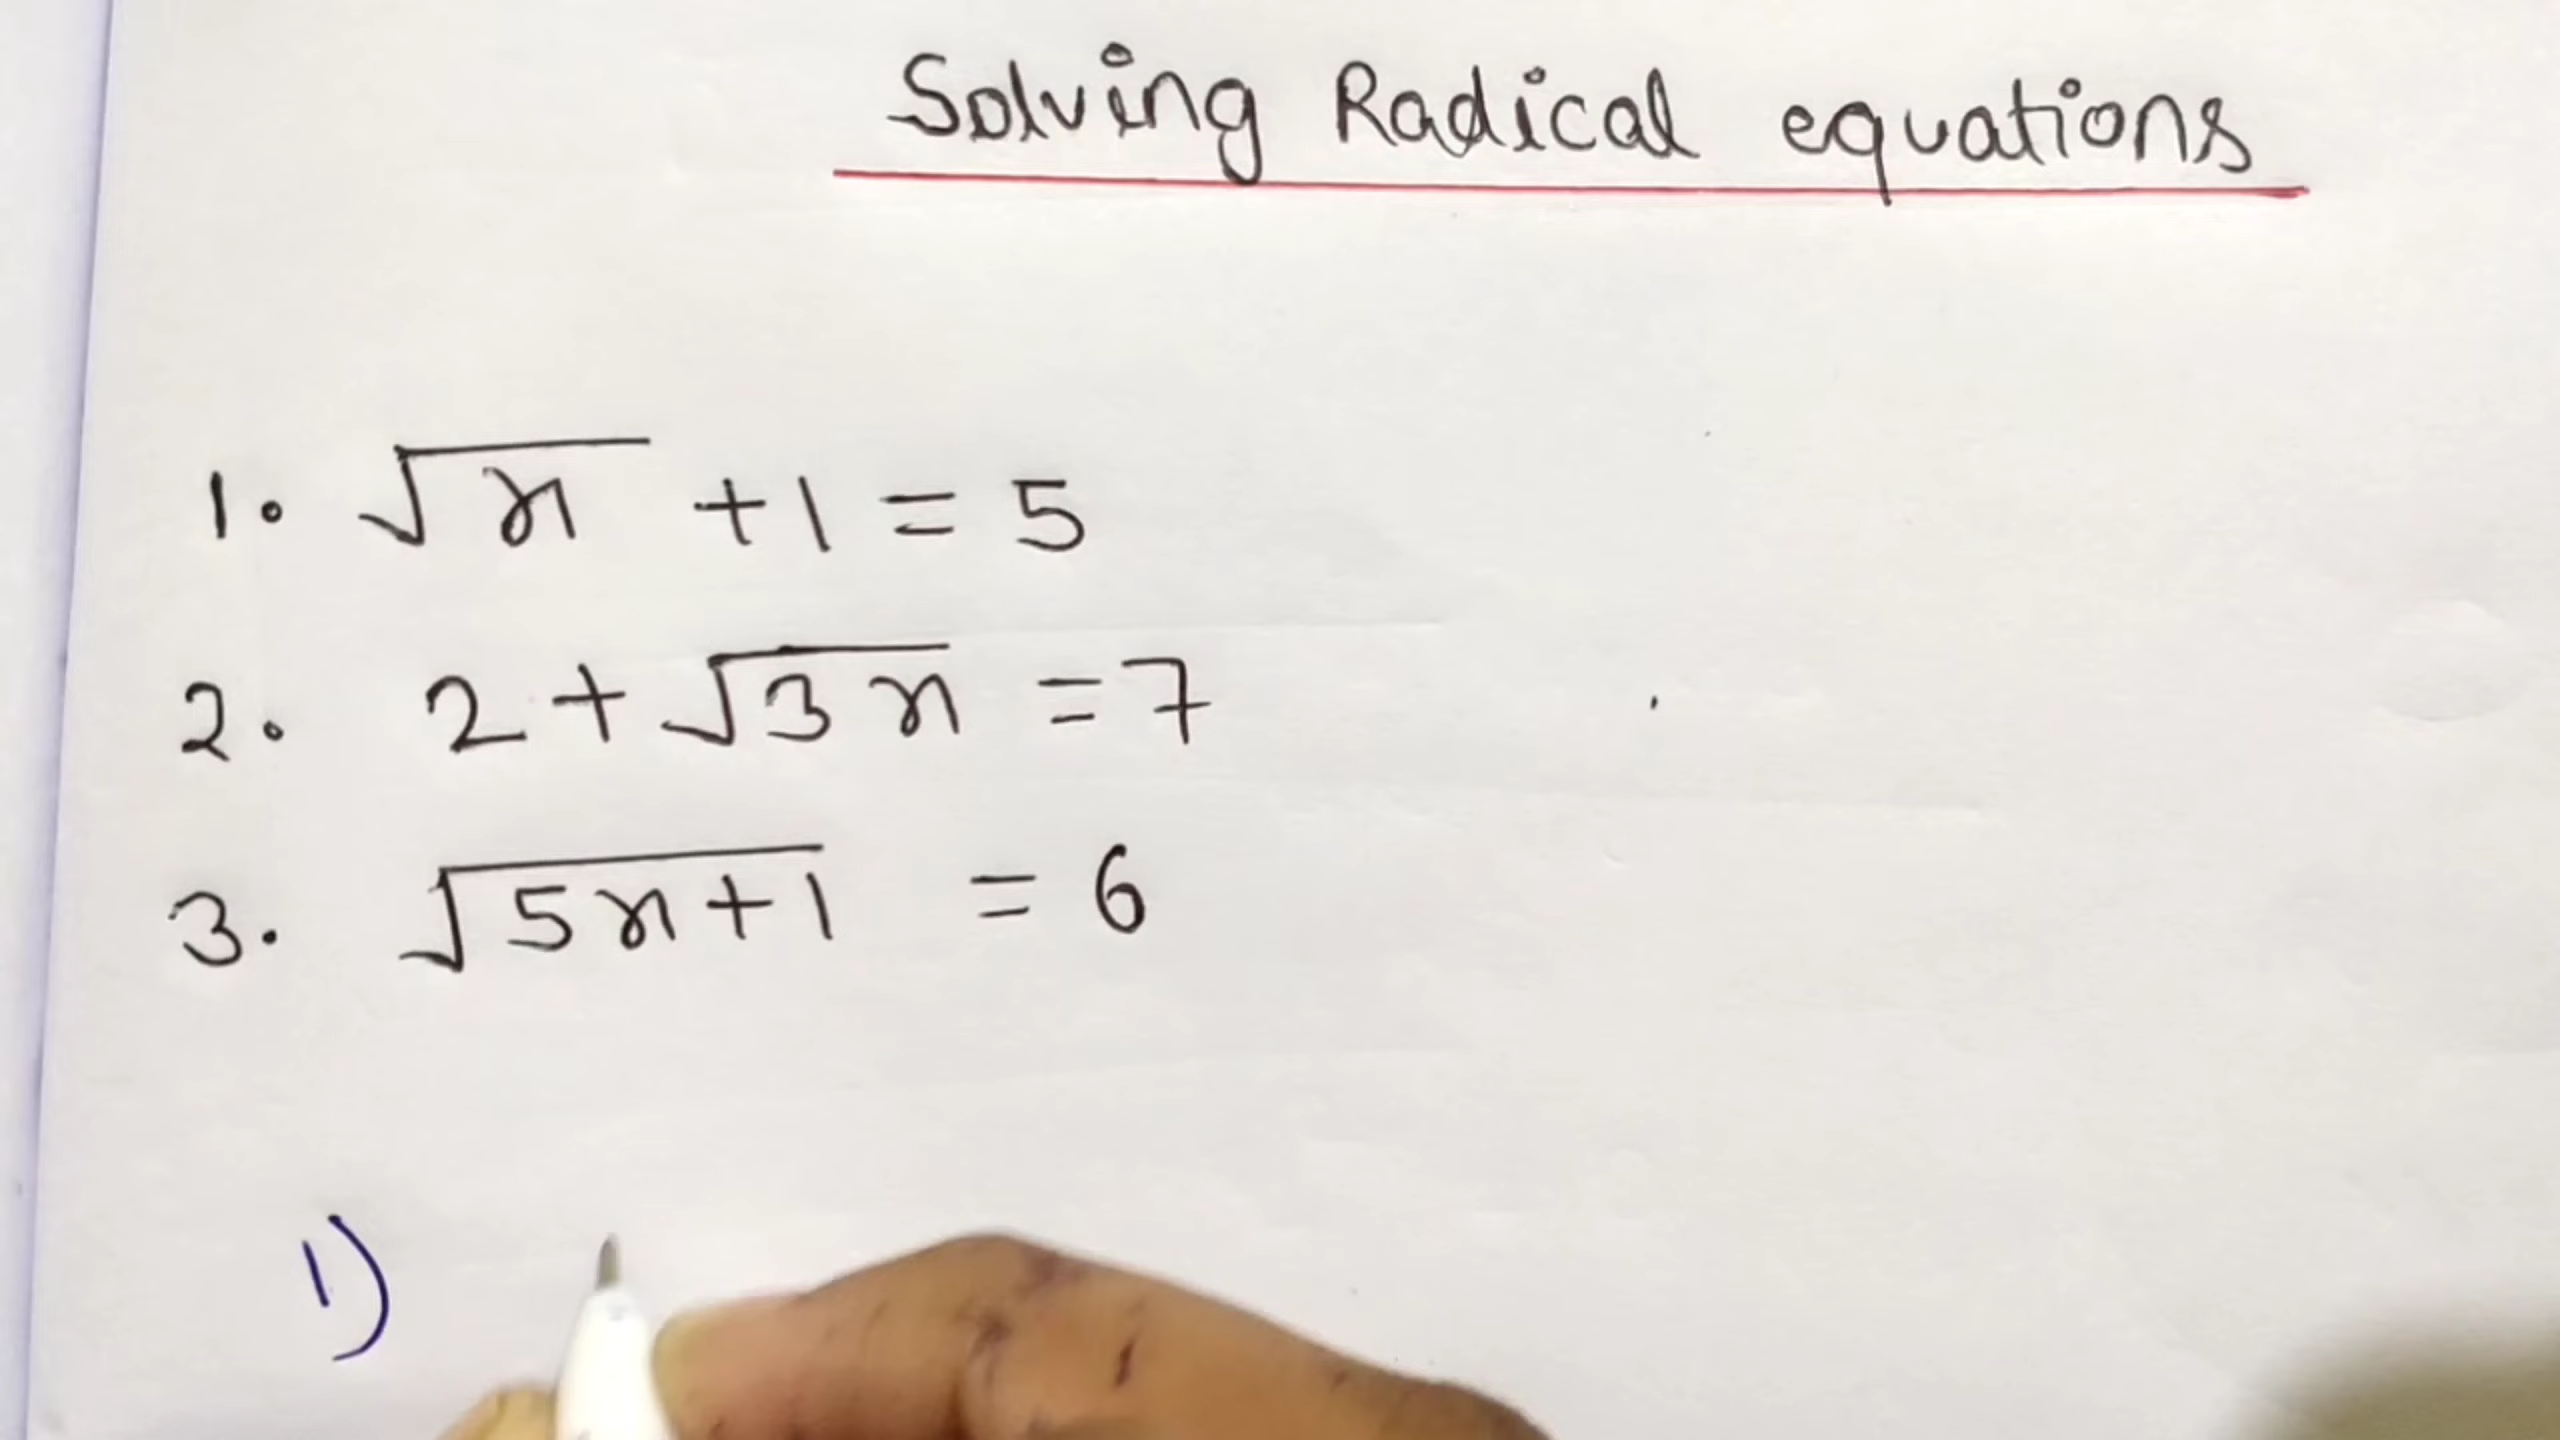 Solving Radical equations
1. √x + 1 = 5
2. 2 + √3x = 7
3. √5x+1 = 6
1)